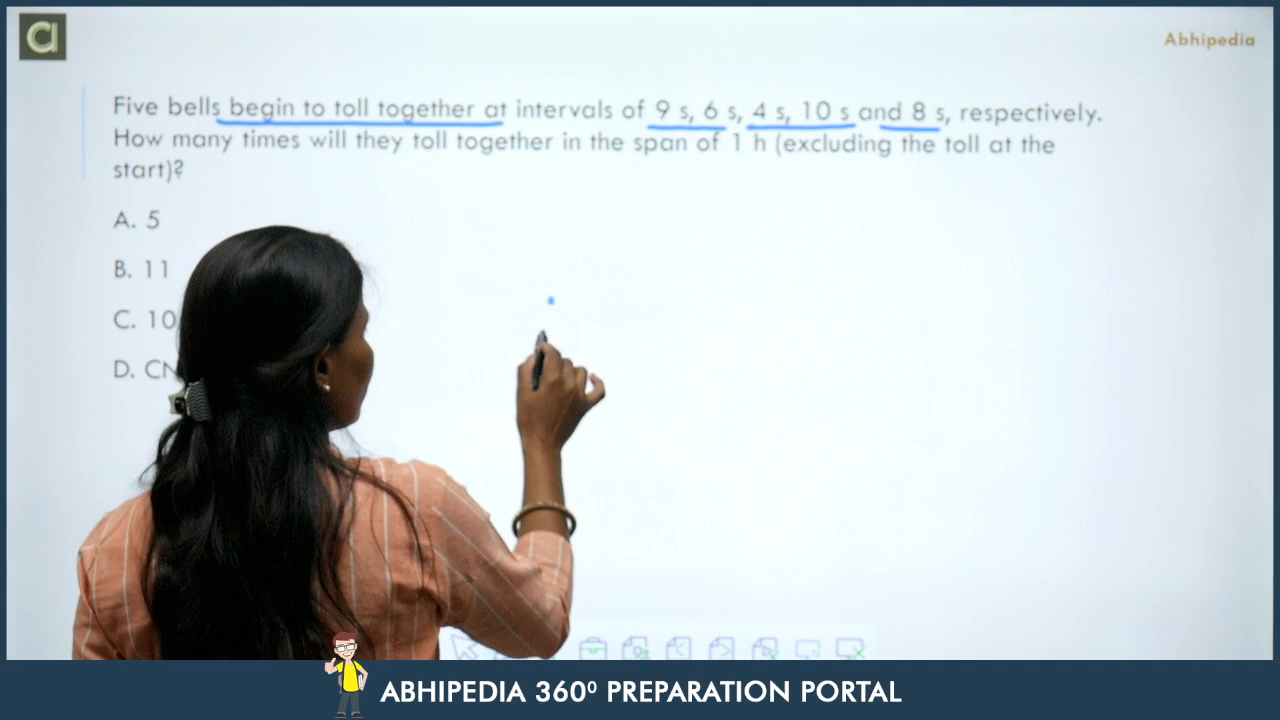 Abhipedia
Five bells begin to toll together at intervals of 9 s, 6 s, 4 s, 10 s and 8 s, respectively.
How many times will they toll together in the span of 1 h (excluding the toll at the
start)?
A. 5
B. 11
C. 10
D.
ABHIPEDIA 360⁰ PREPARATION PORTAL